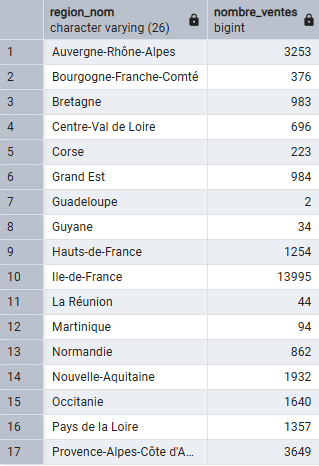 region_nom nombre_ventes
character varying (26) bigint
1 Auvergne-Rhône-Alpes 3253
2 Bourgogne-Franche-Comté 376
3 Bretagne 983
4 Centre-Val de Loire 696
5 Corse 223
6 Grand Est 984
7 Guadeloupe 2
8 Guyane 34
9 Hauts-de-France 1254
10 Ile-de-France 13995
11 La Réunion 44
12 Martinique 94
13 Normandie 862
14 Nouvelle-Aquitaine 1932
15 Occitanie 1640
16 Pays de la Loire 1357
17 Provence-Alpes-Côte d'A... 3649